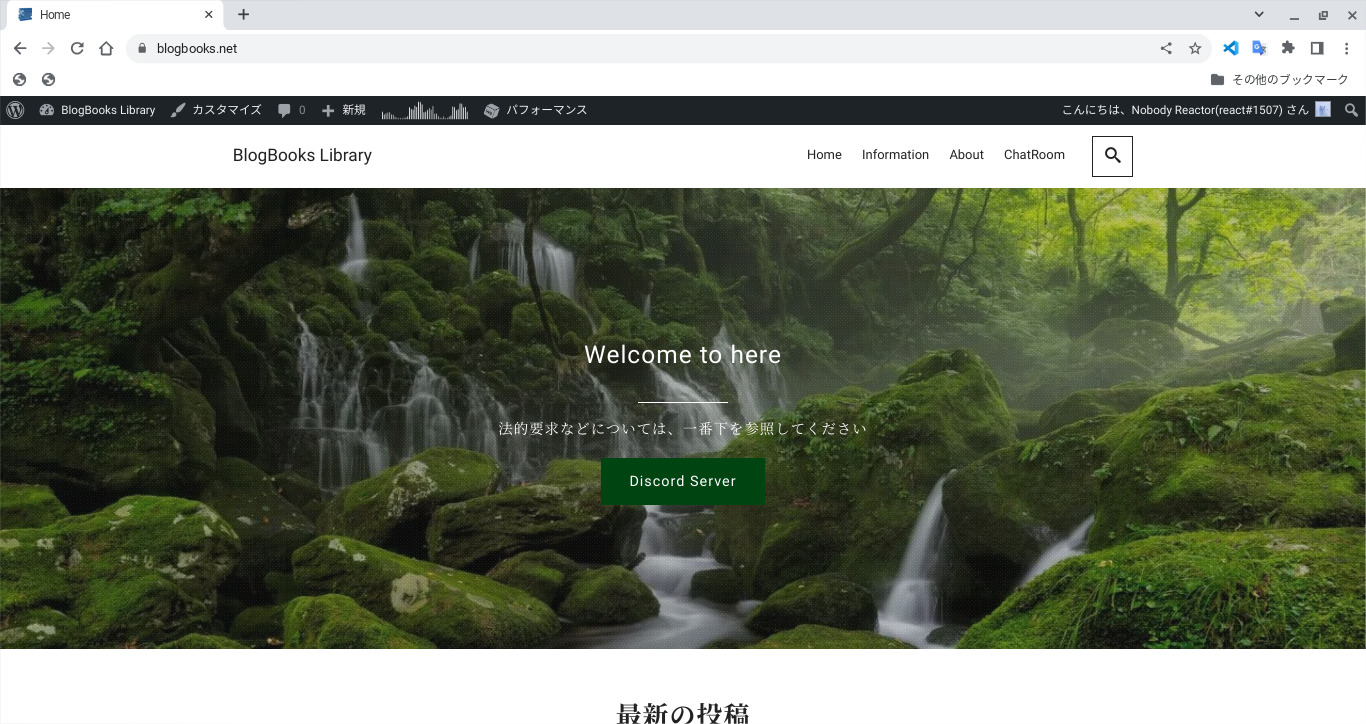 Home
blogbooks.net
その他のブックマーク
BlogBooks Library カスタマイズ 0 新規 パフォーマンス こんにちは、Nobody Reactor(react#1507) さん
BlogBooks Library Home Information About ChatRoom
Welcome to here
法的要求などについては、一番下を参照してください
Discord Server
最新の投稿